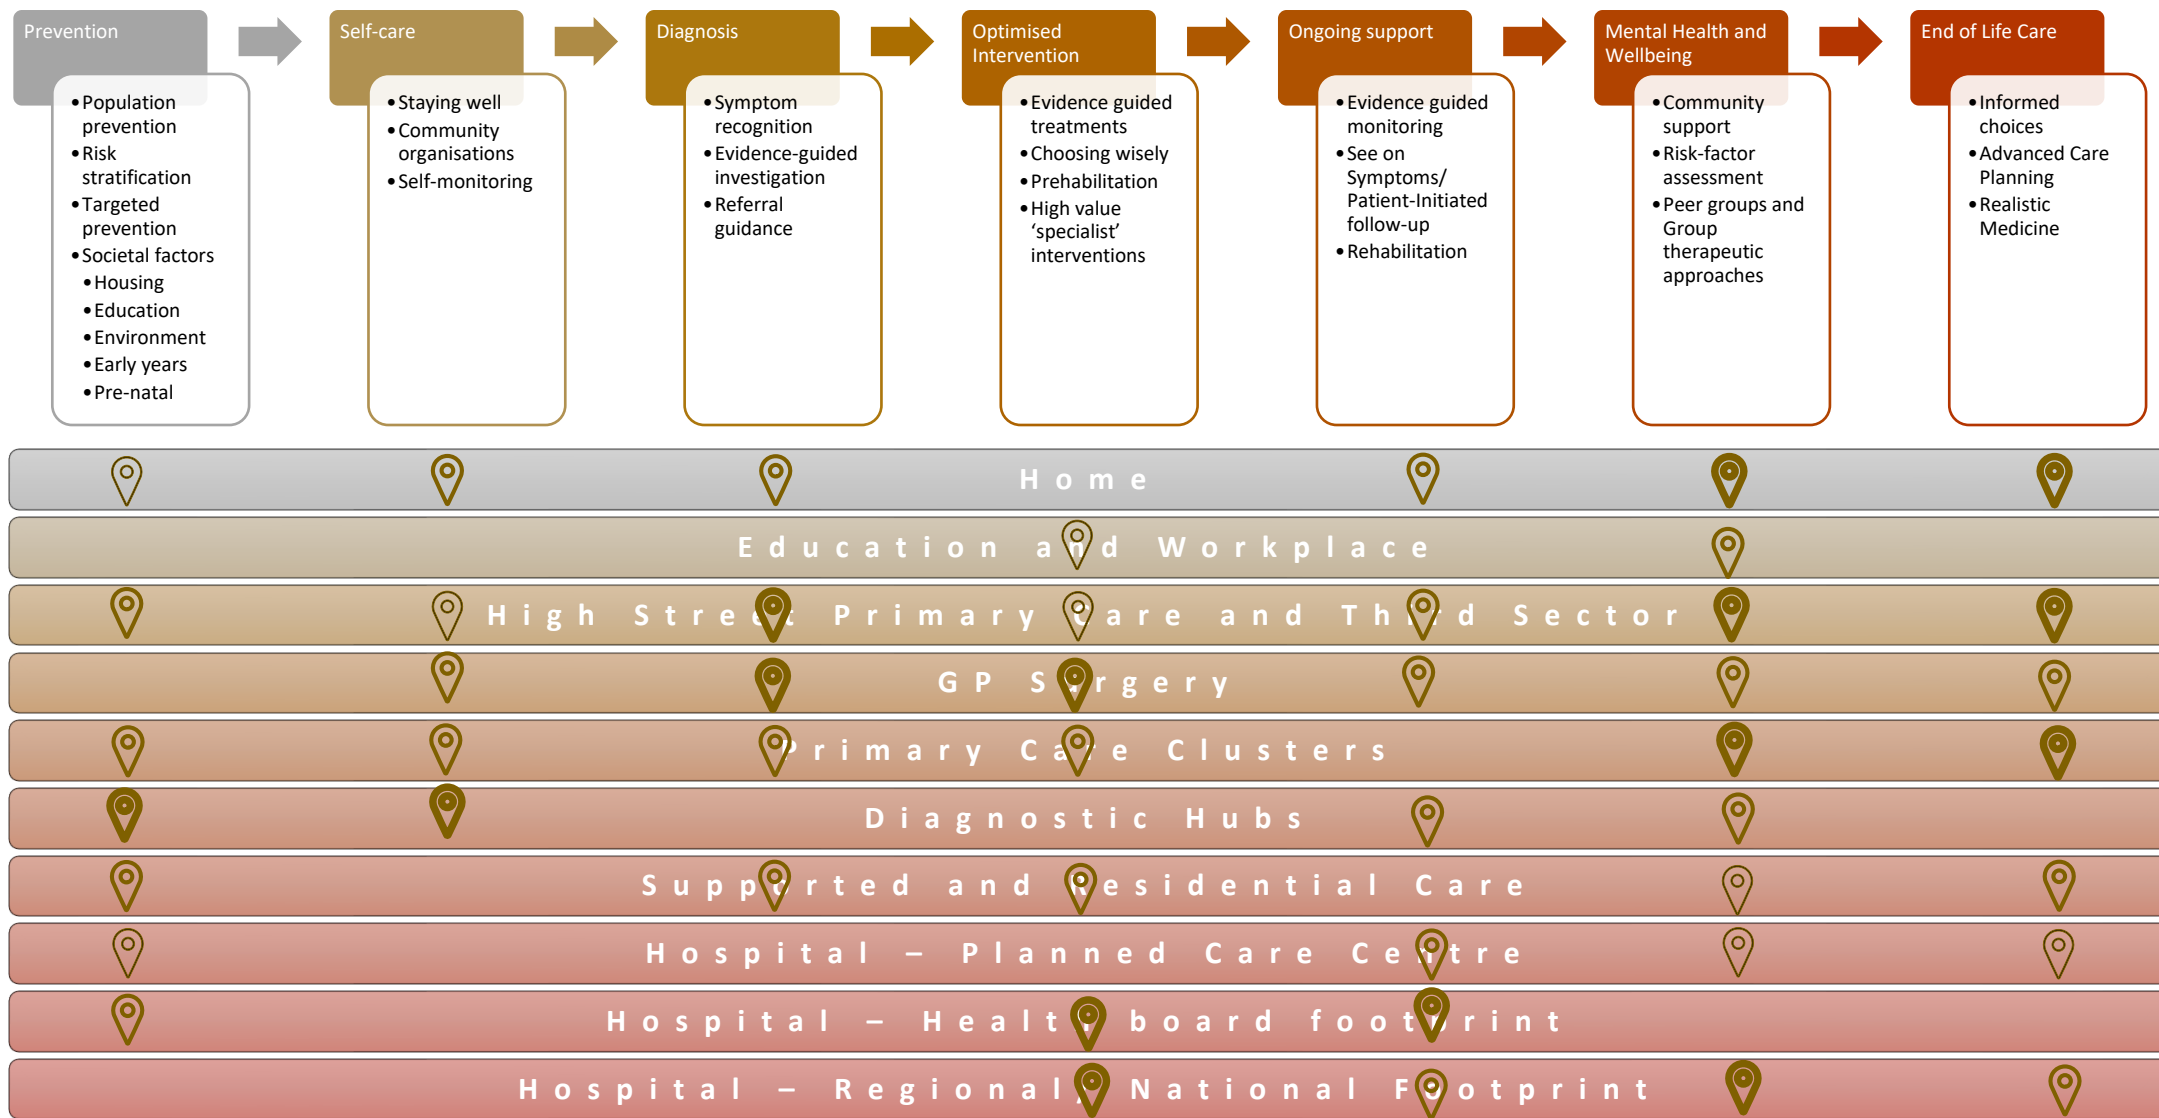 Prevention
• Population
prevention
• Risk
stratification
• Targeted
prevention
• Societal factors
• Housing
• Education
• Environment
• Early years
• Pre-natal
Self-care
• Staying well
• Community
organisations
• Self-monitoring
Diagnosis
• Symptom
recognition
• Evidence-guided
investigation
• Referral
guidance
Optimised
Intervention
• Evidence guided
treatments
• Choosing wisely
• Prehabilitation
• High value
‘specialist’
interventions
Ongoing support
• Evidence guided
monitoring
• See on
Symptoms/
Patient-Initiated
follow-up
• Rehabilitation
Mental Health and
Wellbeing
• Community
support
• Risk-factor
assessment
• Peer groups and
Group
therapeutic
approaches
End of Life Care
• Informed
choices
• Advanced Care
Planning
• Realistic
Medicine
Home
Education and Workplace
High Street Primary Care and Third Sector
GP Surgery
Primary Care Clusters
Diagnostic Hubs
Supported and Residential Care
Hospital – Planned Care Centre
Hospital – Health board footprint
Hospital – Regional/ National Footprint